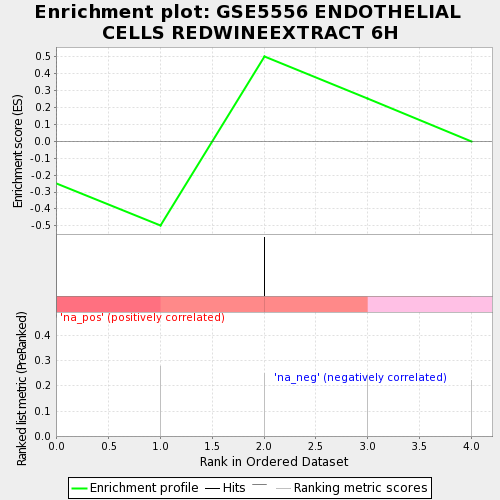 Enrichment plot: GSE5556 ENDOTHELIAL
CELLS REDWINEEXTRACT 6H
Enrichment score (ES)
0.5
0.4
0.3
0.2
0.1
0.0
-0.1
-0.2
-0.3
-0.4
-0.5
'na_pos' (positively correlated)
'na_neg' (negatively correlated)
Ranked list metric (PreRanked)
0.4
0.3
0.2
0.1
0.0
0.0 0.5 1.0 1.5 2.0 2.5 3.0 3.5 4.0
Rank in Ordered Dataset
Enrichment profile Hits Ranking metric scores